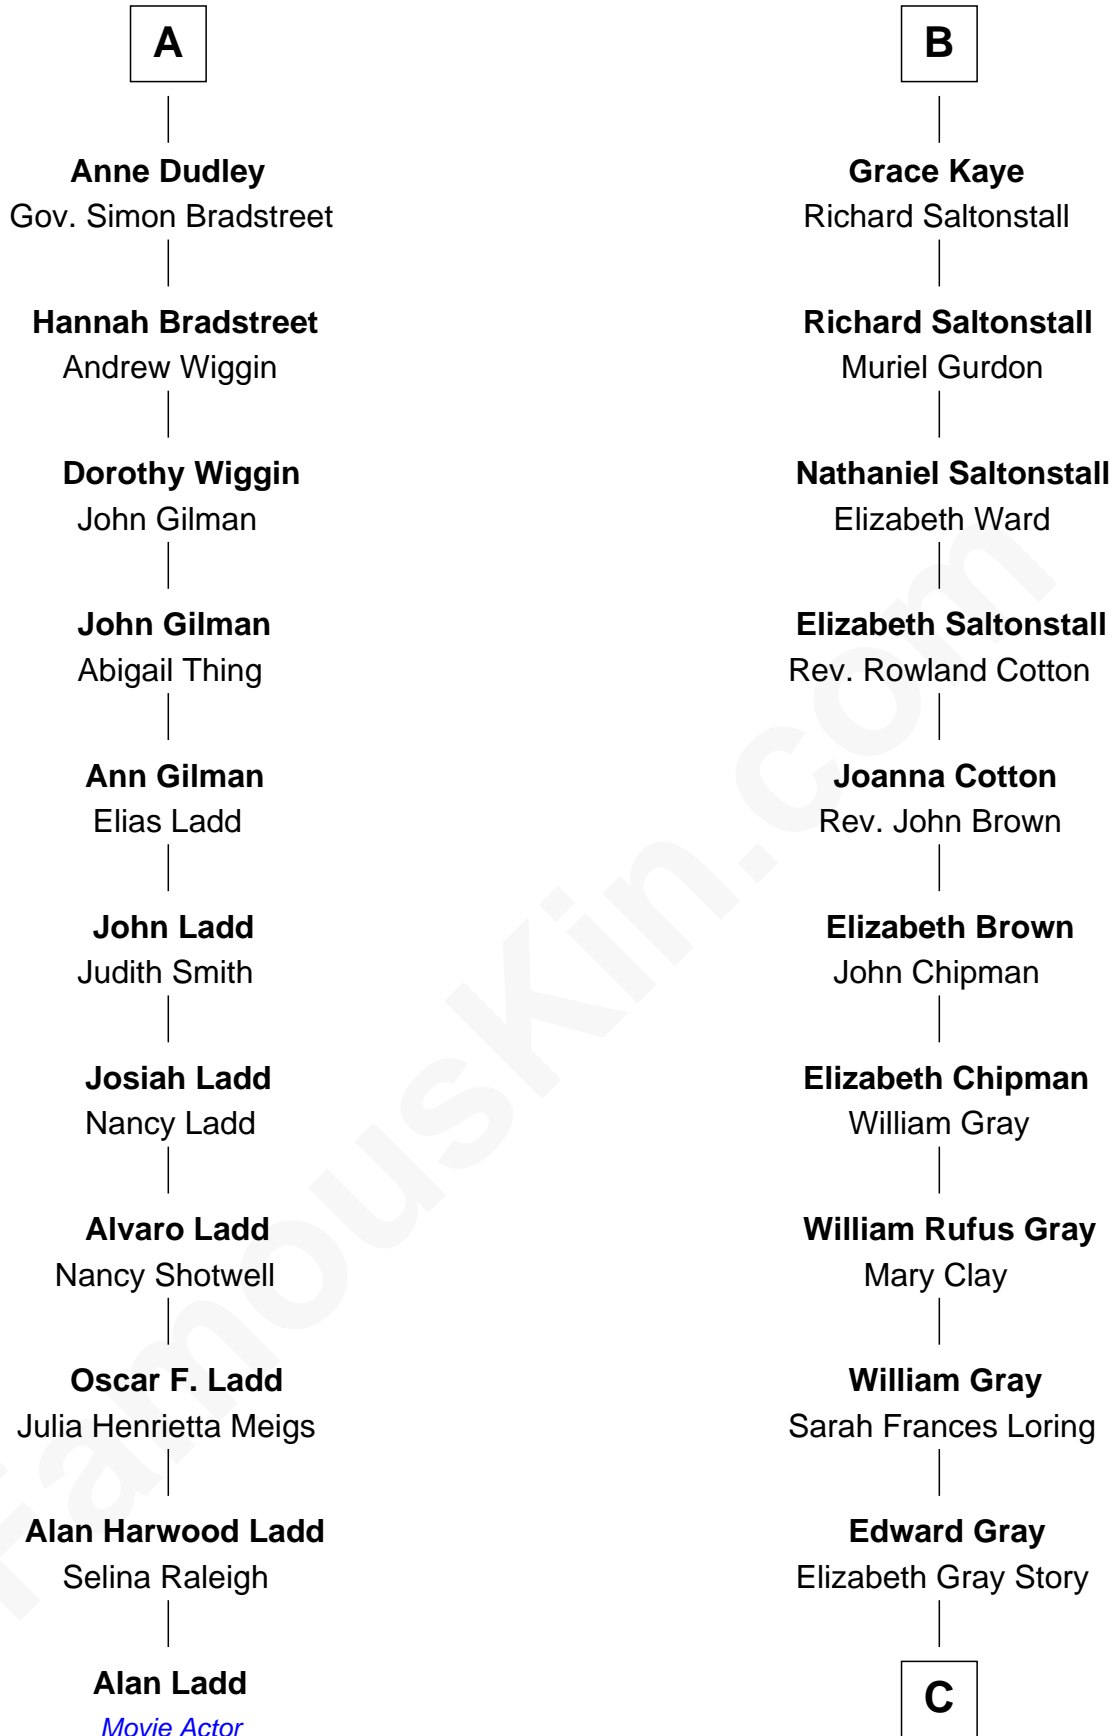 A
Anne Dudley
Gov. Simon Bradstreet
Hannah Bradstreet
Andrew Wiggin
Dorothy Wiggin
John Gilman
John Gilman
Abigail Thing
Ann Gilman
Elias Ladd
John Ladd
Judith Smith
Josiah Ladd
Nancy Ladd
Alvaro Ladd
Nancy Shotwell
Oscar F. Ladd
Julia Henrietta Meigs
Alan Harwood Ladd
Selina Raleigh
Alan Ladd
Movie Actor
B
Grace Kaye
Richard Saltonstall
Richard Saltonstall
Muriel Gurdon
Nathaniel Saltonstall
Elizabeth Ward
Elizabeth Saltonstall
Rev. Rowland Cotton
Joanna Cotton
Rev. John Brown
Elizabeth Brown
John Chipman
Elizabeth Chipman
William Gray
William Rufus Gray
Mary Clay
William Gray
Sarah Frances Loring
Edward Gray
Elizabeth Gray Story
C
FamousKin.com